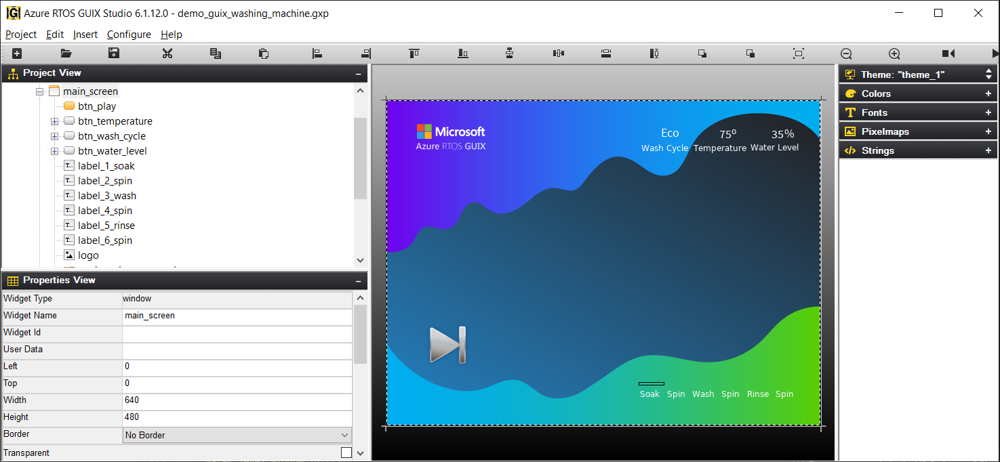 Azure RTOS GUIX Studio 6.1.12.0 - demo_guix_washing_machine.gxp
Project Edit Insert Configure Help
Project View
main_screen
btn_play
btn_temperature
btn_wash_cycle
btn_water_level
label_1_soak
label_2_spin
label_3_wash
label_4_spin
label_5_rinse
label_6_spin
logo
Properties View
Widget Type window
Widget Name main_screen
Widget Id
User Data
Left 0
Top 0
Width 640
Height 480
Border No Border
Transparent
Microsoft
Azure RTOS GUIX
Eco 75º 35%
Wash Cycle Temperature Water Level
Soak Spin Wash Spin Rinse Spin
Theme: "theme_1"
Colors
Fonts
Pixelmaps
Strings